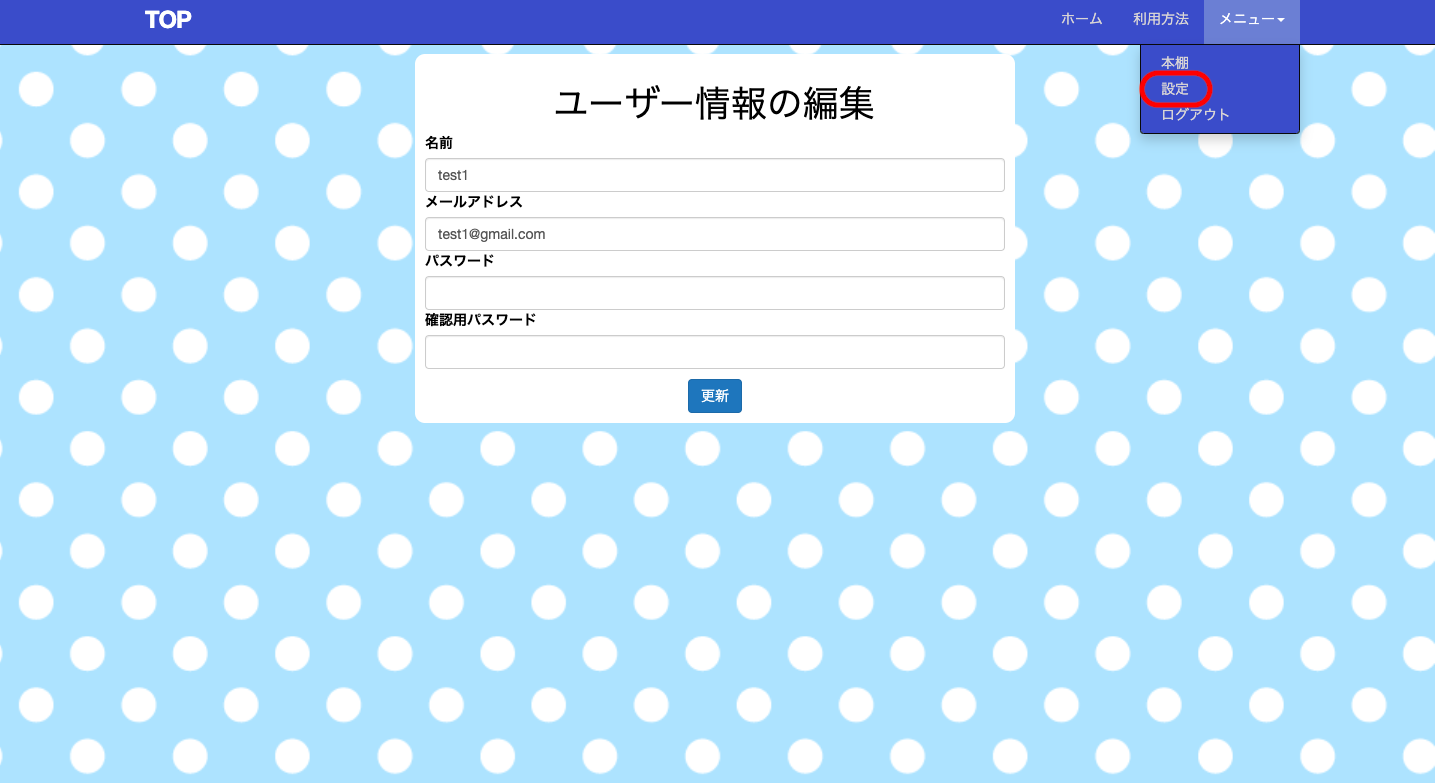 TOP
ホーム
利用方法
メニュー
本棚
設定
ログアウト
ユーザー情報の編集
名前
test1
メールアドレス
test1@gmail.com
パスワード
確認用パスワード
更新